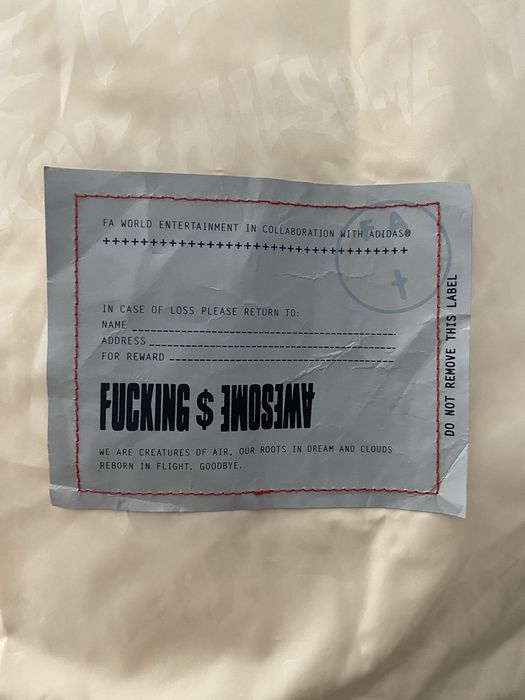 AWESOME
FA WORLD ENTERTAINMENT IN COLLABORATION WITH ADIDAS®
+++++++++++++++++++++++++++++++
FA
+
IN CASE OF LOSS PLEASE RETURN TO:
NAME
ADDRESS
FOR REWARD
FUCKING $ AWESOME
WE ARE CREATURES OF AIR, OUR ROOTS IN DREAM AND CLOUDS
REBORN IN FLIGHT. GOODBYE.
DO NOT REMOVE THIS LABEL